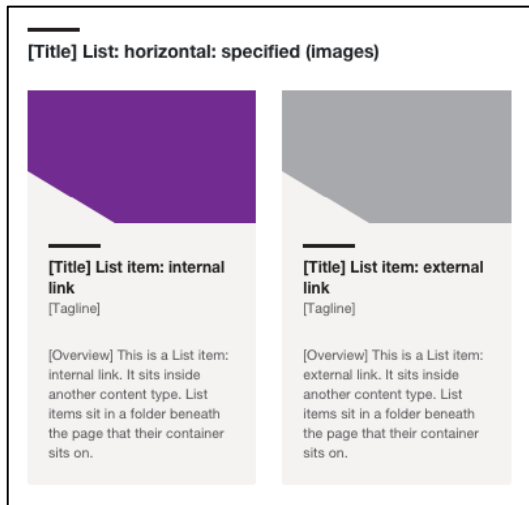 [Title] List: horizontal: specified (images)
[Title] List item: internal
link
[Tagline]
[Overview] This is a List item:
internal link. It sits inside
another content type. List
items sit in a folder beneath
the page that their container
sits on.
[Title] List item: external
link
[Tagline]
[Overview] This is a List item:
external link. It sits inside
another content type. List
items sit in a folder beneath
the page that their container
sits on.